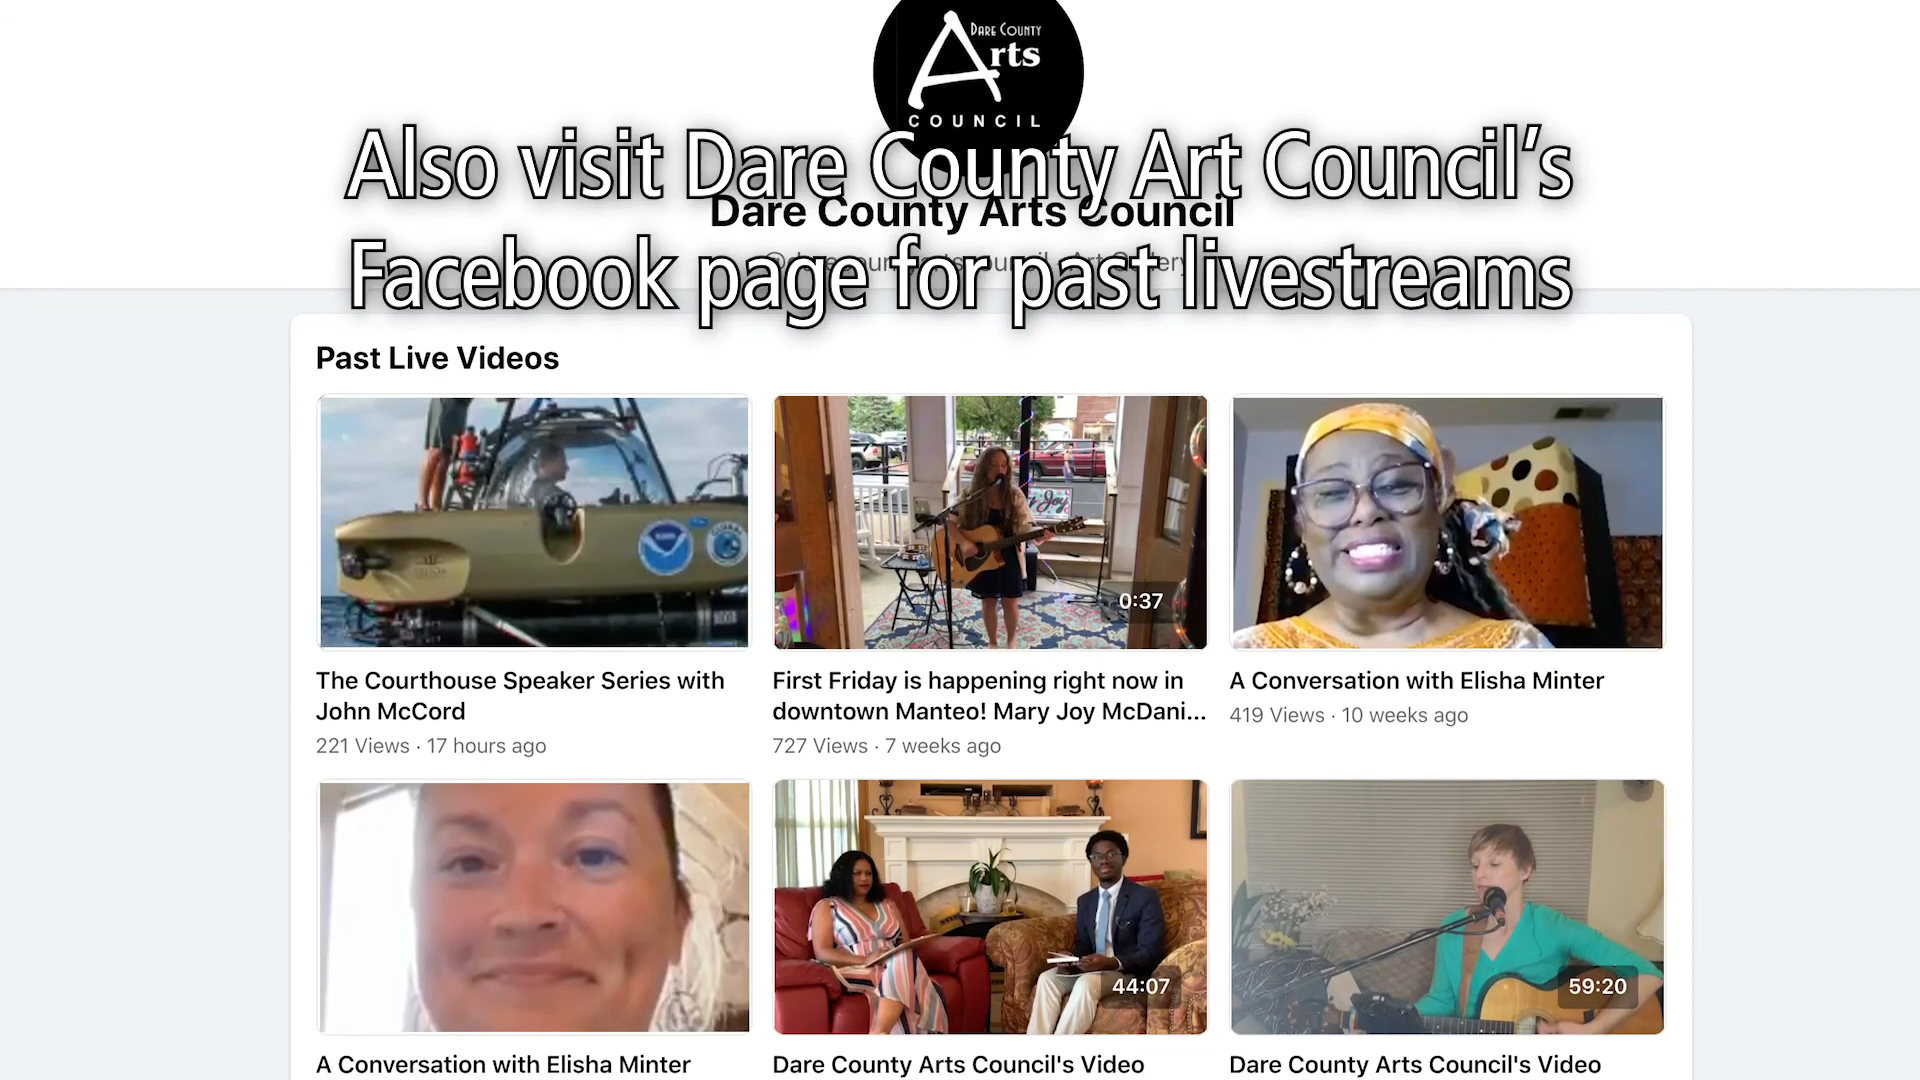 DARE COUNTY
Arts
COUNCIL
Also visit Dare County Art Council’s
Dare County Arts Council
Facebook page for past livestreams
Past Live Videos
0:37
The Courthouse Speaker Series with
John McCord
221 Views · 17 hours ago
First Friday is happening right now in
downtown Manteo! Mary Joy McDani...
727 Views · 7 weeks ago
A Conversation with Elisha Minter
419 Views · 10 weeks ago
44:07
59:20
A Conversation with Elisha Minter
Dare County Arts Council's Video
Dare County Arts Council's Video